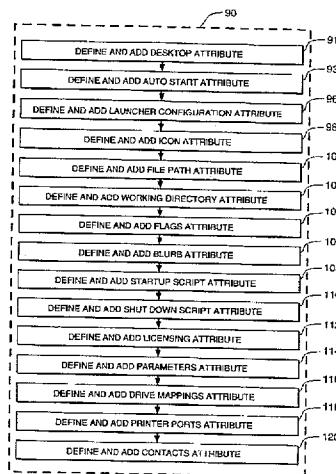 90
91
DEFINE AND ADD DESKTOP ATTRIBUTE
93
DEFINE AND ADD AUTO START ATTRIBUTE
96
DEFINE AND ADD LAUNCHER CONFIGURATION ATTRIBUTE
98
DEFINE AND ADD ICON ATTRIBUTE
DEFINE AND ADD FILE PATH ATTRIBUTE
DEFINE AND ADD WORKING DIRECTORY ATTRIBUTE
DEFINE AND ADD FLAGS ATTRIBUTE
DEFINE AND ADD BLURB ATTRIBUTE
DEFINE AND ADD STARTUP SCRIPT ATTRIBUTE
DEFINE AND ADD SHUT DOWN SCRIPT ATTRIBUTE
DEFINE AND ADD LICENSING ATTRIBUTE
DEFINE AND ADD PARAMETERS ATTRIBUTE
DEFINE AND ADD DRIVE MAPPINGS ATTRIBUTE
DEFINE AND ADD PRINTER PORTS ATTRIBUTE
DEFINE AND ADD CONTACTS ATTRIBUTE